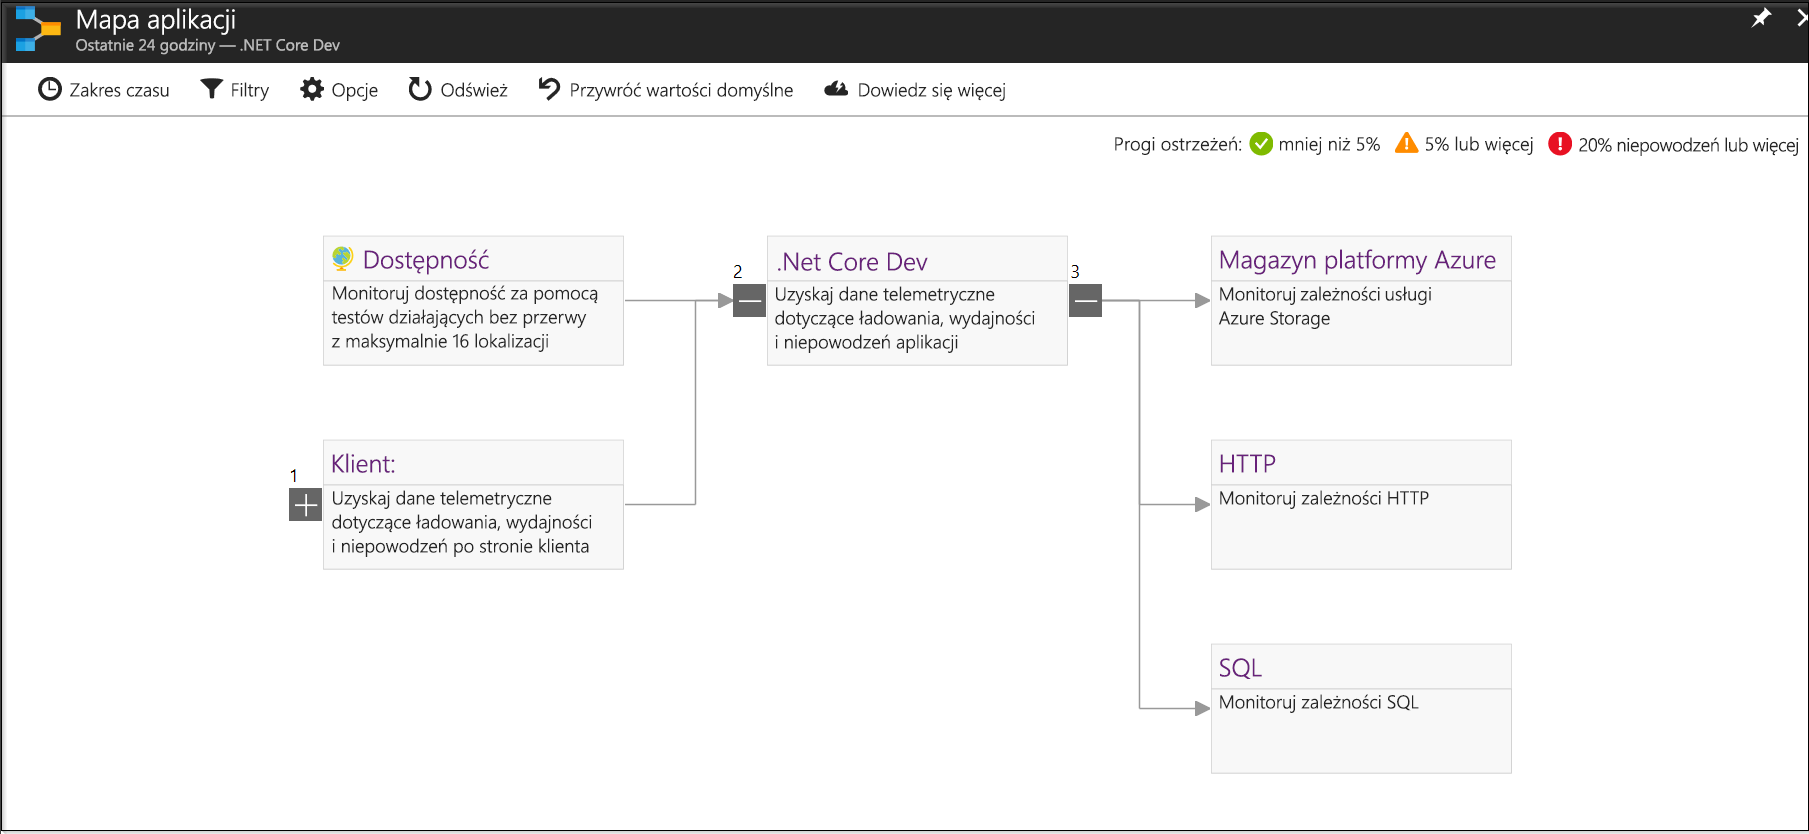 Mapa aplikacji
Ostatnie 24 godziny — .NET Core Dev
Zakres czasu Filtry Opcje Odśwież Przywróć wartości domyślne Dowiedz się więcej
Progi ostrzeżeń: mniej niż 5% 5% lub więcej 20% niepowodzeń lub więcej
Dostępność
Monitoruj dostępność za pomocą
testów działających bez przerwy
z maksymalnie 16 lokalizacji
2
.Net Core Dev
3
Uzyskaj dane telemetryczne
dotyczące ładowania, wydajności
i niepowodzeń aplikacji
Magazyn platformy Azure
Monitoruj zależności usługi
Azure Storage
1
Klient:
Uzyskaj dane telemetryczne
dotyczące ładowania, wydajności
i niepowodzeń po stronie klienta
HTTP
Monitoruj zależności HTTP
SQL
Monitoruj zależności SQL